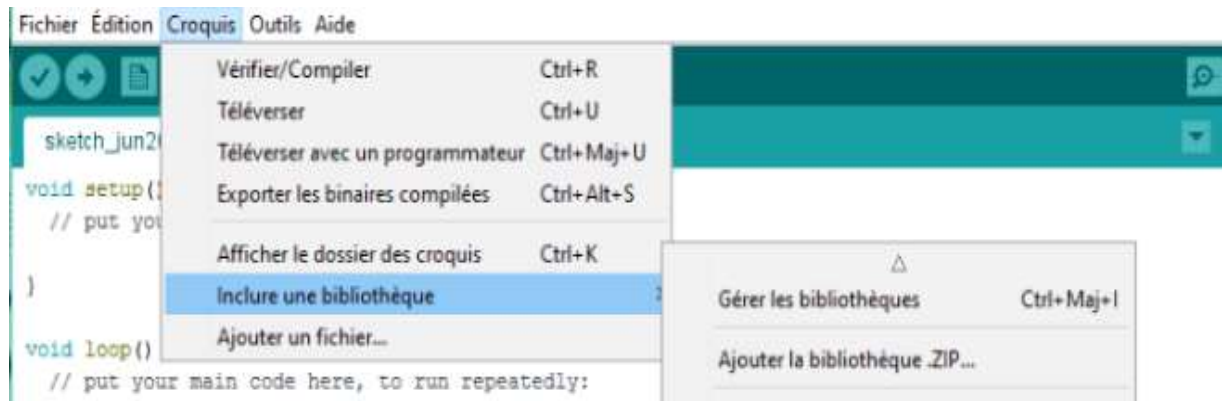 Fichier Édition Croquis Outils Aide
Vérifier/Compiler Ctrl+R
Téléverser Ctrl+U
sketch_jun2
Téléverser avec un programmateur Ctrl+Maj+U
void setup()
Exporter les binaires compilées Ctrl+Alt+S
// put you
Afficher le dossier des croquis Ctrl+K
}
Inclure une bibliothèque
Gérer les bibliothèques Ctrl+Maj+I
Ajouter un fichier...
void loop()
Ajouter la bibliothèque .ZIP...
// put your main code here, to run repeatedly: